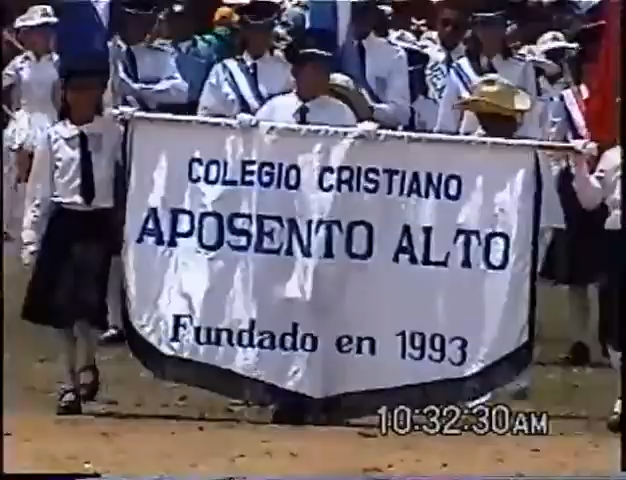 COLEGIO CRISTIANO
APOSENTO ALTO
Fundado en 1993
10:32:30AM